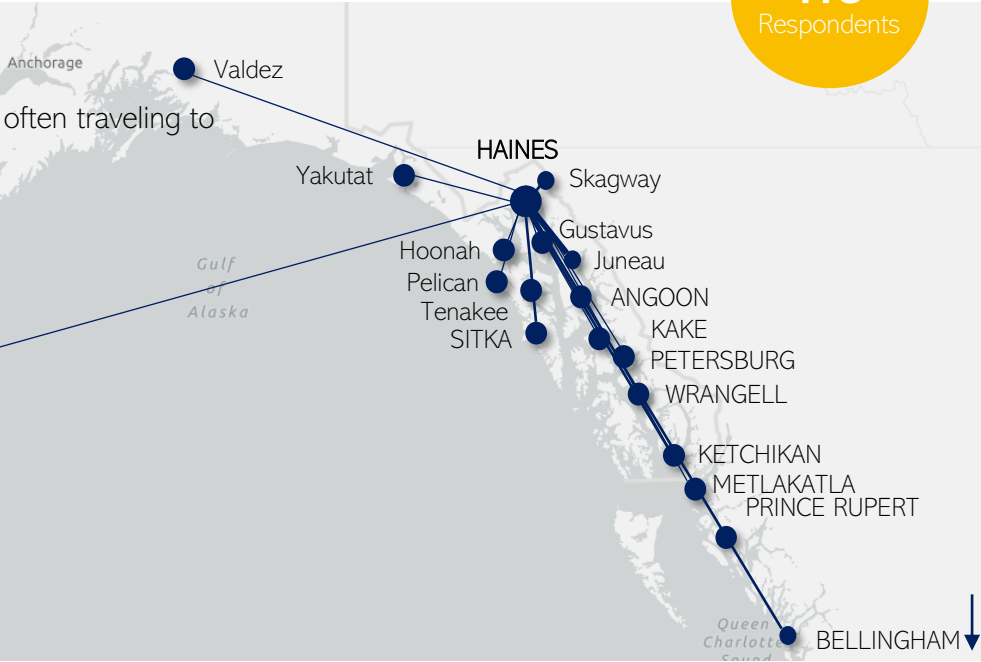 Respondents
Anchorage
Valdez
often traveling to
HAINES
Yakutat
Skagway
Gustavus
Hoonah
Juneau
Gulf
of
Alaska
Pelican
ANGOON
Tenakee
KAKE
SITKA
PETERSBURG
WRANGELL
KETCHIKAN
METLAKATLA
PRINCE RUPERT
Queen
Charlotte
Sound
BELLINGHAM